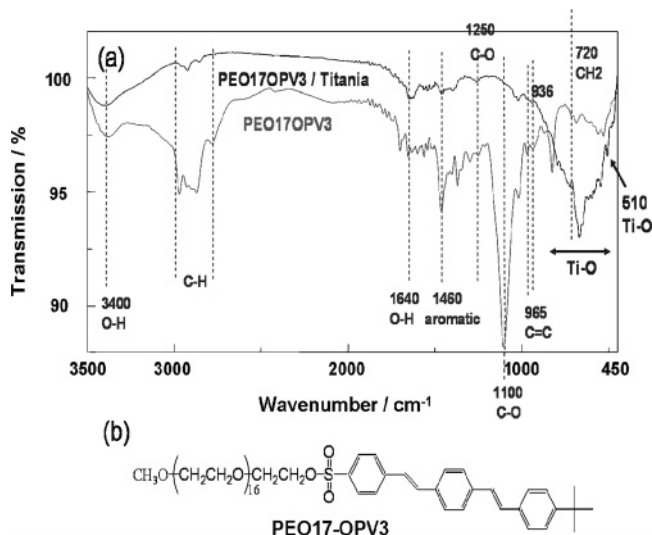 1250
C-O
720
CH2
(a)
100
936
PEO17OPV3 / Titania
PEO17OPV3
95
510
Ti-O
Ti-O
C-H
3400
O-H
1640
O-H
1460
aromatic
965
C=C
90
3500 3000 2000 1000 450
Wavenumber / cm⁻¹
1100
C-O
Transmission / %
(b)
CH₃O(CH₂CH₂O)₁₆CH₂CH₂O S
O
O
PEO17-OPV3